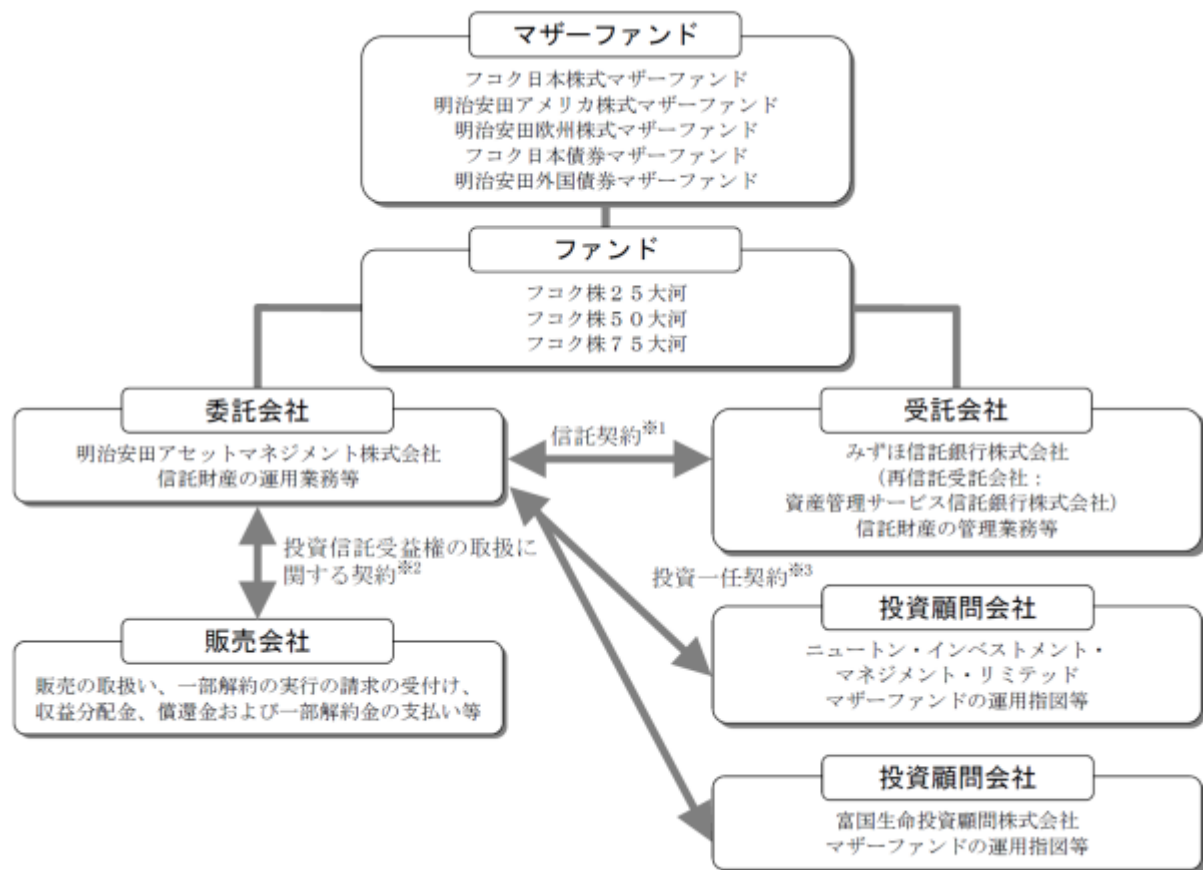 マザーファンド
フコク日本株式マザーファンド
明治安田アメリカ株式マザーファンド
明治安田欧州株式マザーファンド
フコク日本債券マザーファンド
明治安田外国債券マザーファンド
ファンド
フコク株２５大河
フコク株５０大河
フコク株７５大河
委託会社
明治安田アセットマネジメント株式会社
信託財産の運用業務等
信託契約※1
受託会社
みずほ信託銀行株式会社
（再信託受託会社：
資産管理サービス信託銀行株式会社）
信託財産の管理業務等
投資信託受益権の取扱に
関する契約※2
投資一任契約※3
販売会社
販売の取扱い、一部解約の実行の請求の受付け、
収益分配金、償還金および一部解約金の支払い等
投資顧問会社
ニュートン・インベストメント・
マネジメント・リミテッド
マザーファンドの運用指図等
投資顧問会社
富国生命投資顧問株式会社
マザーファンドの運用指図等